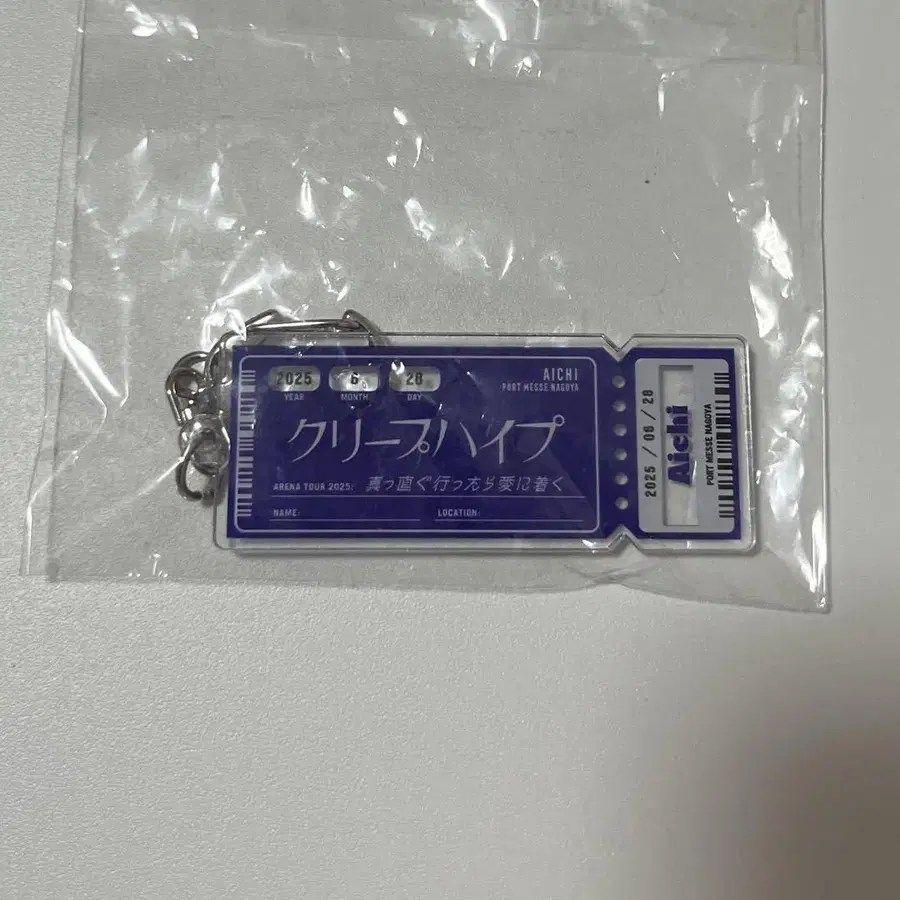 2025 6 28
YEAR MONTH DAY
AICHI
PORT MESSE NAGOYA
クリープハイプ
ARENA TOUR 2025: 真っ直ぐ行ったら愛に着く
NAME:
LOCATION:
2025 / 06 / 28
Aichi
PORT MESSE NAGOYA